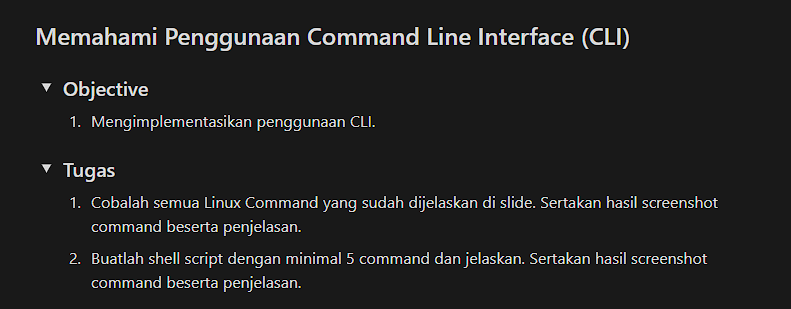 Memahami Penggunaan Command Line Interface (CLI)
▼ Objective
1. Mengimplementasikan penggunaan CLI.
▼ Tugas
1. Cobalah semua Linux Command yang sudah dijelaskan di slide. Sertakan hasil screenshot
command beserta penjelasan.
2. Buatlah shell script dengan minimal 5 command dan jelaskan. Sertakan hasil screenshot
command beserta penjelasan.